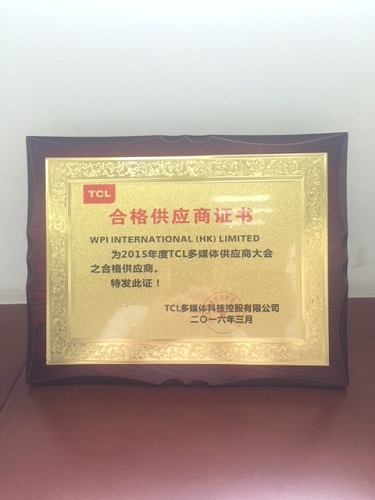 TCL
合格供应商证书
WPI INTERNATIONAL (HK) LIMITED
为2015年度TCL多媒体供应商大会
之合格供应商。
特发此证！
TCL多媒体科技控股有限公司
二〇一六年三月